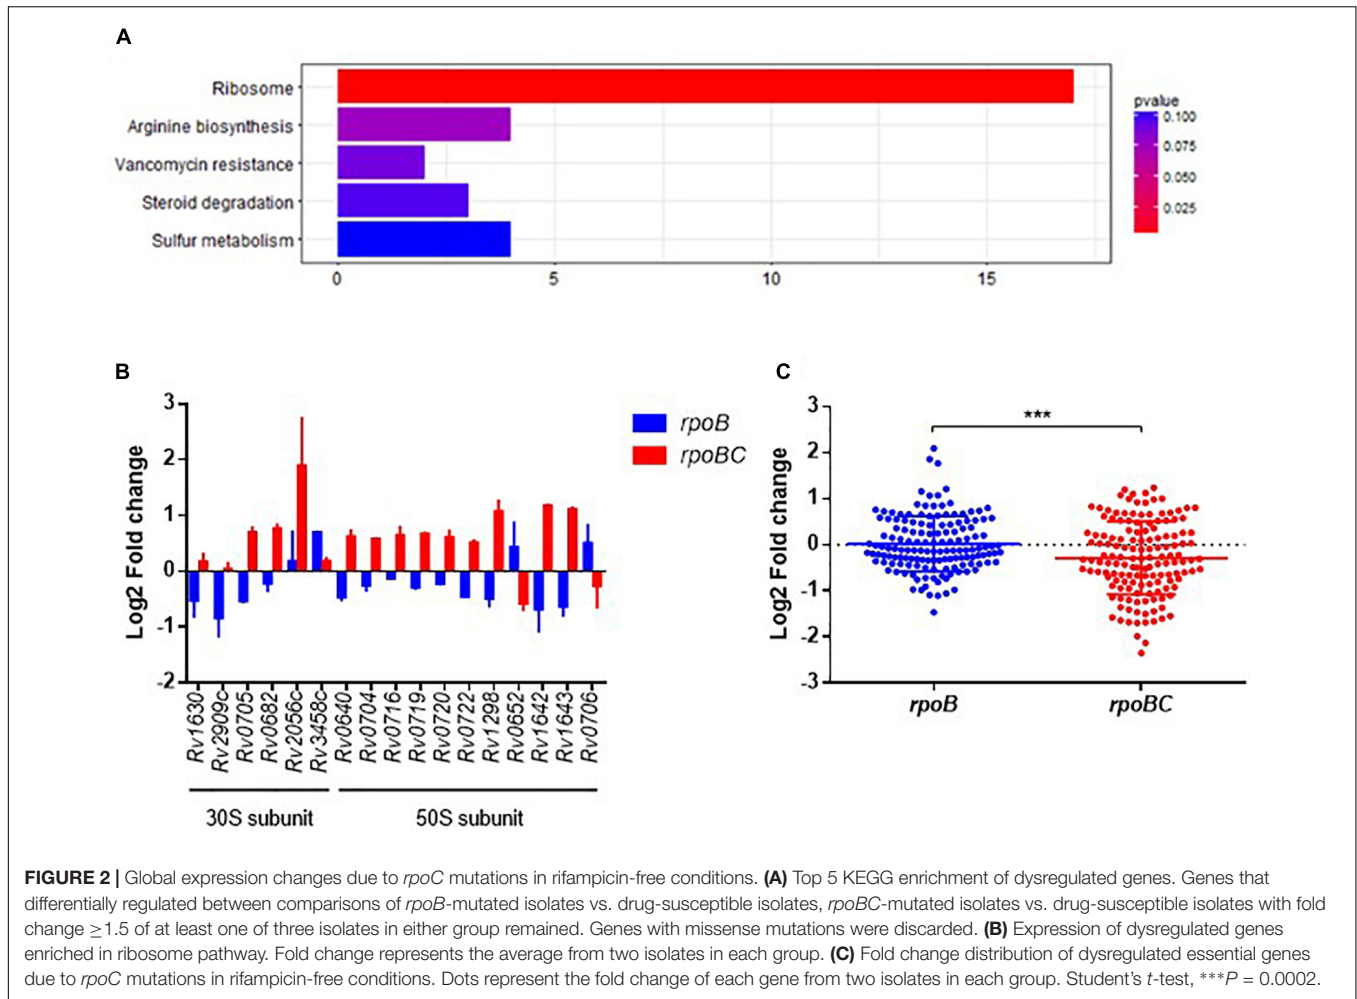 A
Ribosome
Arginine biosynthesis
Vancomycin resistance
Steroid degradation
Sulfur metabolism
0 5 10 15
pvalue
0.100
0.075
0.050
0.025
B
Log2 Fold change
3
2
1
0
-1
-2
Rv1630
Rv2909c
Rv0705
Rv0682
Rv2056c
Rv3458c
Rv0640
Rv0704
Rv0716
Rv0719
Rv0720
Rv0722
Rv1298
Rv0652
Rv1642
Rv1643
Rv0706
30S subunit 50S subunit
rpoB
rpoBC
C
Log2 Fold change
3
2
1
0
-1
-2
-3
***
rpoB rpoBC
FIGURE 2 | Global expression changes due to rpoC mutations in rifampicin-free conditions. (A) Top 5 KEGG enrichment of dysregulated genes. Genes that
differentially regulated between comparisons of rpoB-mutated isolates vs. drug-susceptible isolates, rpoBC-mutated isolates vs. drug-susceptible isolates with fold
change ≥1.5 of at least one of three isolates in either group remained. Genes with missense mutations were discarded. (B) Expression of dysregulated genes
enriched in ribosome pathway. Fold change represents the average from two isolates in each group. (C) Fold change distribution of dysregulated essential genes
due to rpoC mutations in rifampicin-free conditions. Dots represent the fold change of each gene from two isolates in each group. Student's t-test, ***P = 0.0002.